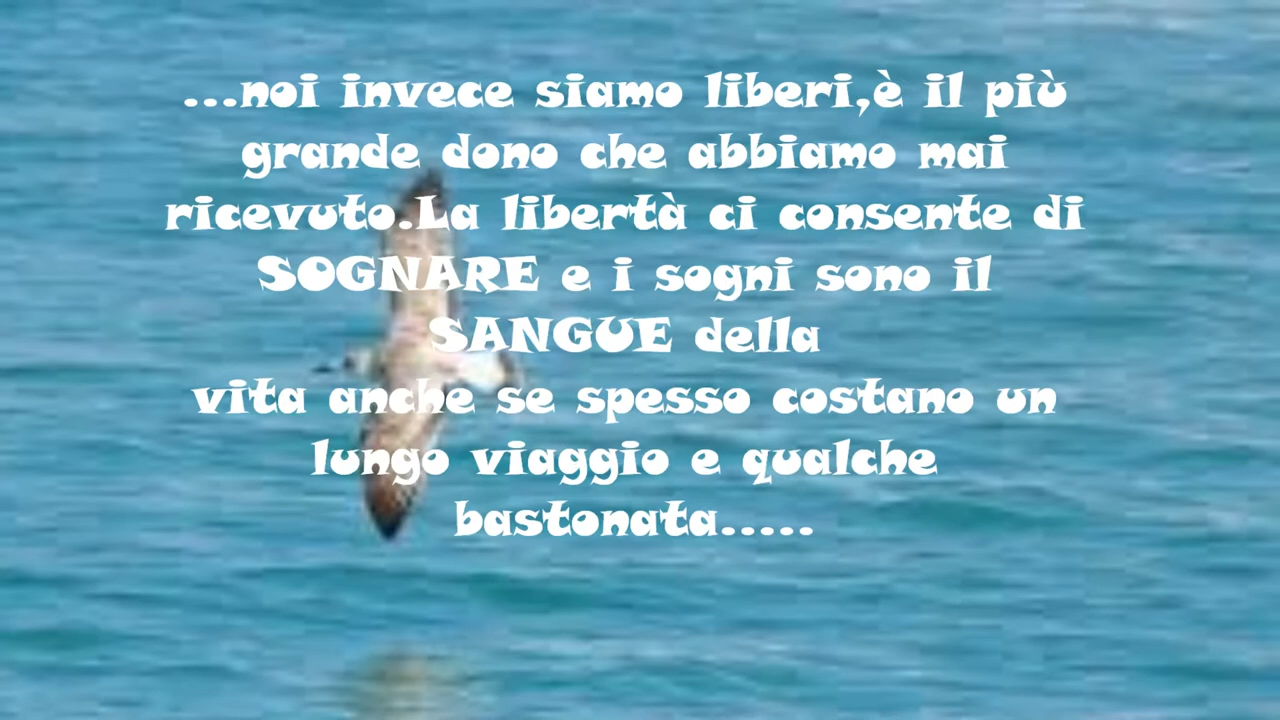 ...noi invece siamo liberi,è il più
grande dono che abbiamo mai
ricevuto.La libertà ci consente di
SOGNARE e i sogni sono il
SANGUE della
vita anche se spesso costano un
lungo viaggio e qualche
bastonata.....